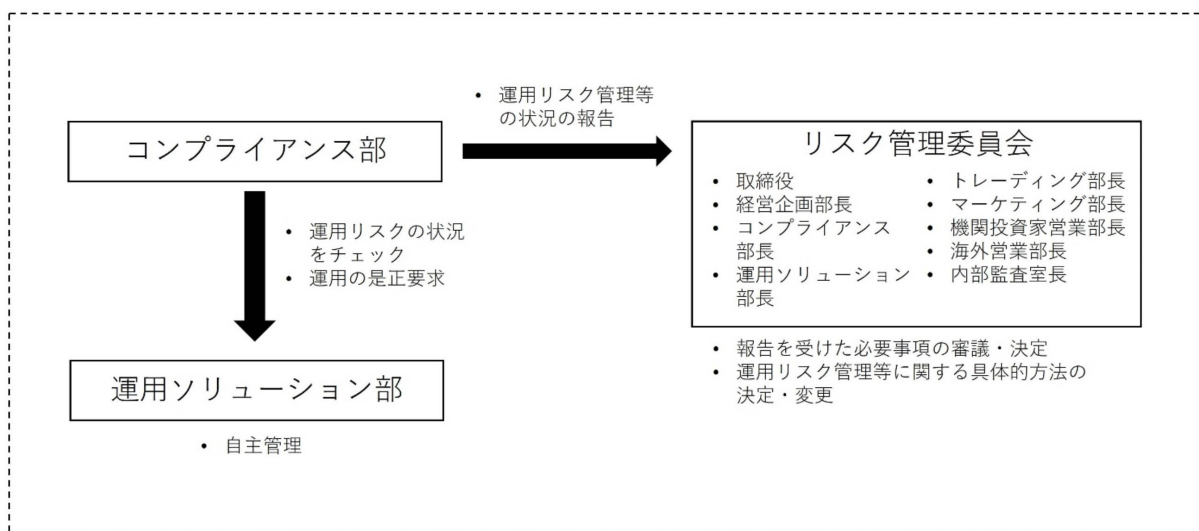 • 運用リスク管理等
の状況の報告
コンプライアンス部
• 運用リスクの状況
をチェック
• 運用の是正要求
運用ソリューション部
• 自主管理
リスク管理委員会
• 取締役
• 経営企画部長
• コンプライアンス
部長
• 運用ソリューション
部長
• トレーディング部長
• マーケティング部長
• 機関投資家営業部長
• 海外営業部長
• 内部監査室長
• 報告を受けた必要事項の審議・決定
• 運用リスク管理等に関する具体的方法の
決定・変更